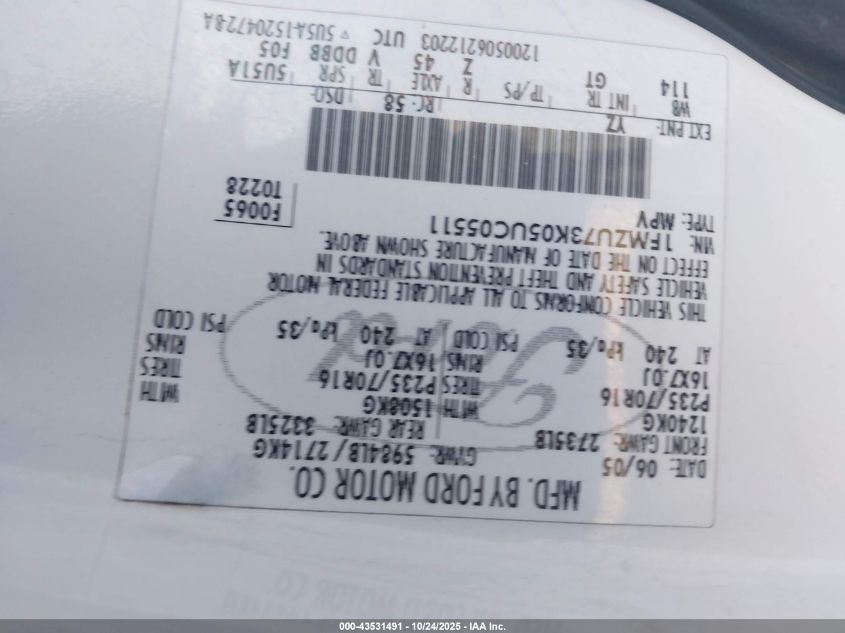 MFD. BY FORD MOTOR CO.
DATE: 06/05 GVWR: 5984LB/ 2714KG
FRONT GAWR: 2735LB REAR GAWR: 3325LB
1240KG WITH 1508KG WITH
P235/70R16 TIRES P235/70R16 TIRES
16X7.0J RIMS 16X7.0J RIMS
AT 240 kPa/35 PSI COLD AT 240 kPa/35 PSI COLD
THIS VEHICLE CONFORMS TO ALL APPLICABLE FEDERAL MOTOR
VEHICLE SAFETY AND THEFT PREVENTION STANDARDS IN
EFFECT ON THE DATE OF MANUFACTURE SHOWN ABOVE.
VIN: 1FMZU73K05UC05511
TYPE: MPV
F0065
T0228
EXT PNT: YZ RC: 58 DSO:
WB INT TR TP/PS R AXLE TR SPR 5U51A
114 GT Z 45 V DDBB F05
1200506212203 UTC ▽ 5U5A-1520472-BA
Ford
000-43531491 - 10/24/2025 - IAA Inc.